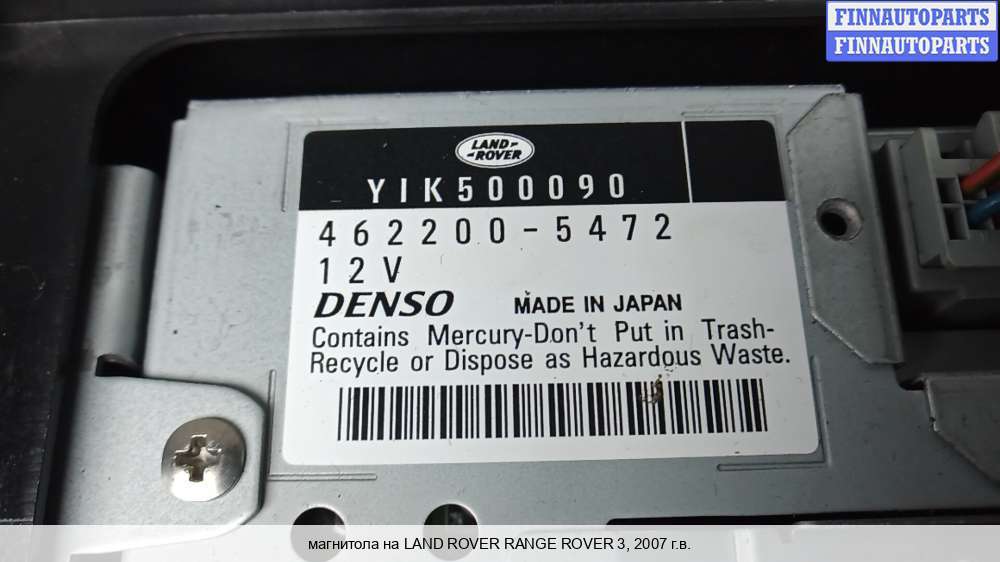 FINNAUTOPARTS
FINNAUTOPARTS
LAND-
-ROVER
YIK500090
462200-5472
12V
DENSO MADE IN JAPAN
Contains Mercury-Don't Put in Trash-
Recycle or Dispose as Hazardous Waste.
магнитола на LAND ROVER RANGE ROVER 3, 2007 г.в.